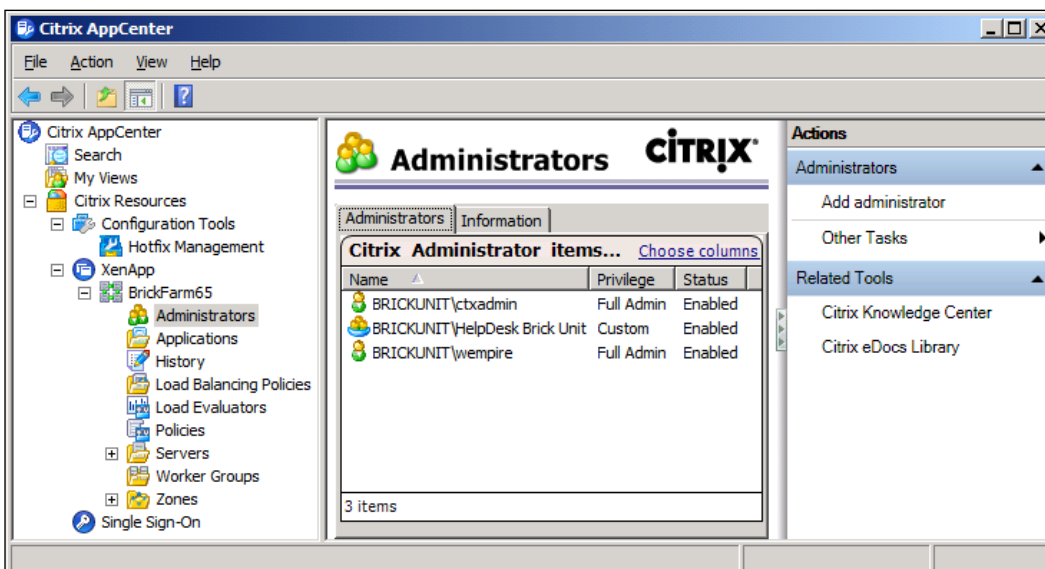 Citrix AppCenter
File Action View Help
Citrix AppCenter
Search
My Views
Citrix Resources
Configuration Tools
Hotfix Management
XenApp
BrickFarm65
Administrators
Applications
History
Load Balancing Policies
Load Evaluators
Policies
Servers
Worker Groups
Zones
Single Sign-On
Administrators CITRIX
Administrators Information
Citrix Administrator items... Choose columns
Name Privilege Status
BRICKUNIT\ctxadmin Full Admin Enabled
BRICKUNIT\HelpDesk Brick Unit Custom Enabled
BRICKUNIT\wempire Full Admin Enabled
3 items
Actions
Administrators
Add administrator
Other Tasks
Related Tools
Citrix Knowledge Center
Citrix eDocs Library